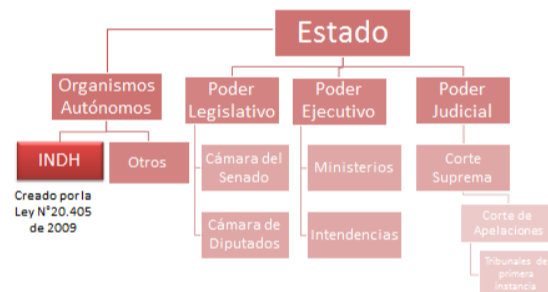 Estado
Organismos
Autónomos
Poder
Legislativo
Poder
Ejecutivo
Poder
Judicial
INDH
Otros
Creado por la
Ley N°20.405
de 2009
Cámara del
Senado
Cámara de
Diputados
Ministerios
Intendencias
Corte
Suprema
Corte de
Apelaciones
Tribunales de
primera
instancia